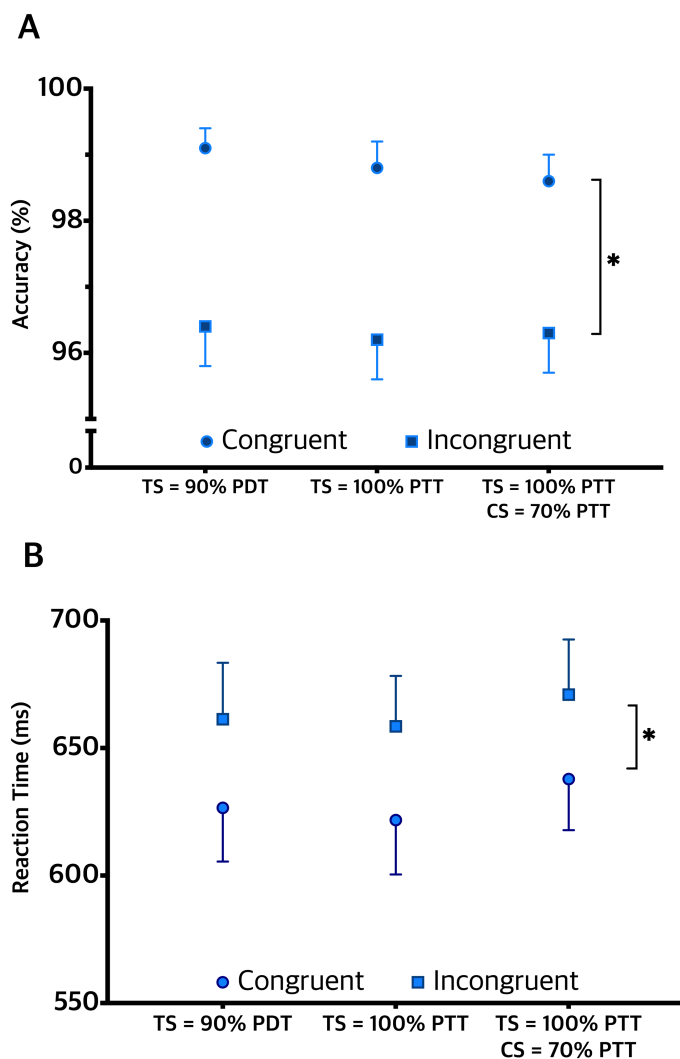 A
100
98
96
0
Accuracy (%)
*
Congruent Incongruent
TS = 90% PDT TS = 100% PTT TS = 100% PTT
CS = 70% PTT
B
700
650
600
550
Reaction Time (ms)
*
Congruent Incongruent
TS = 90% PDT TS = 100% PTT TS = 100% PTT
CS = 70% PTT